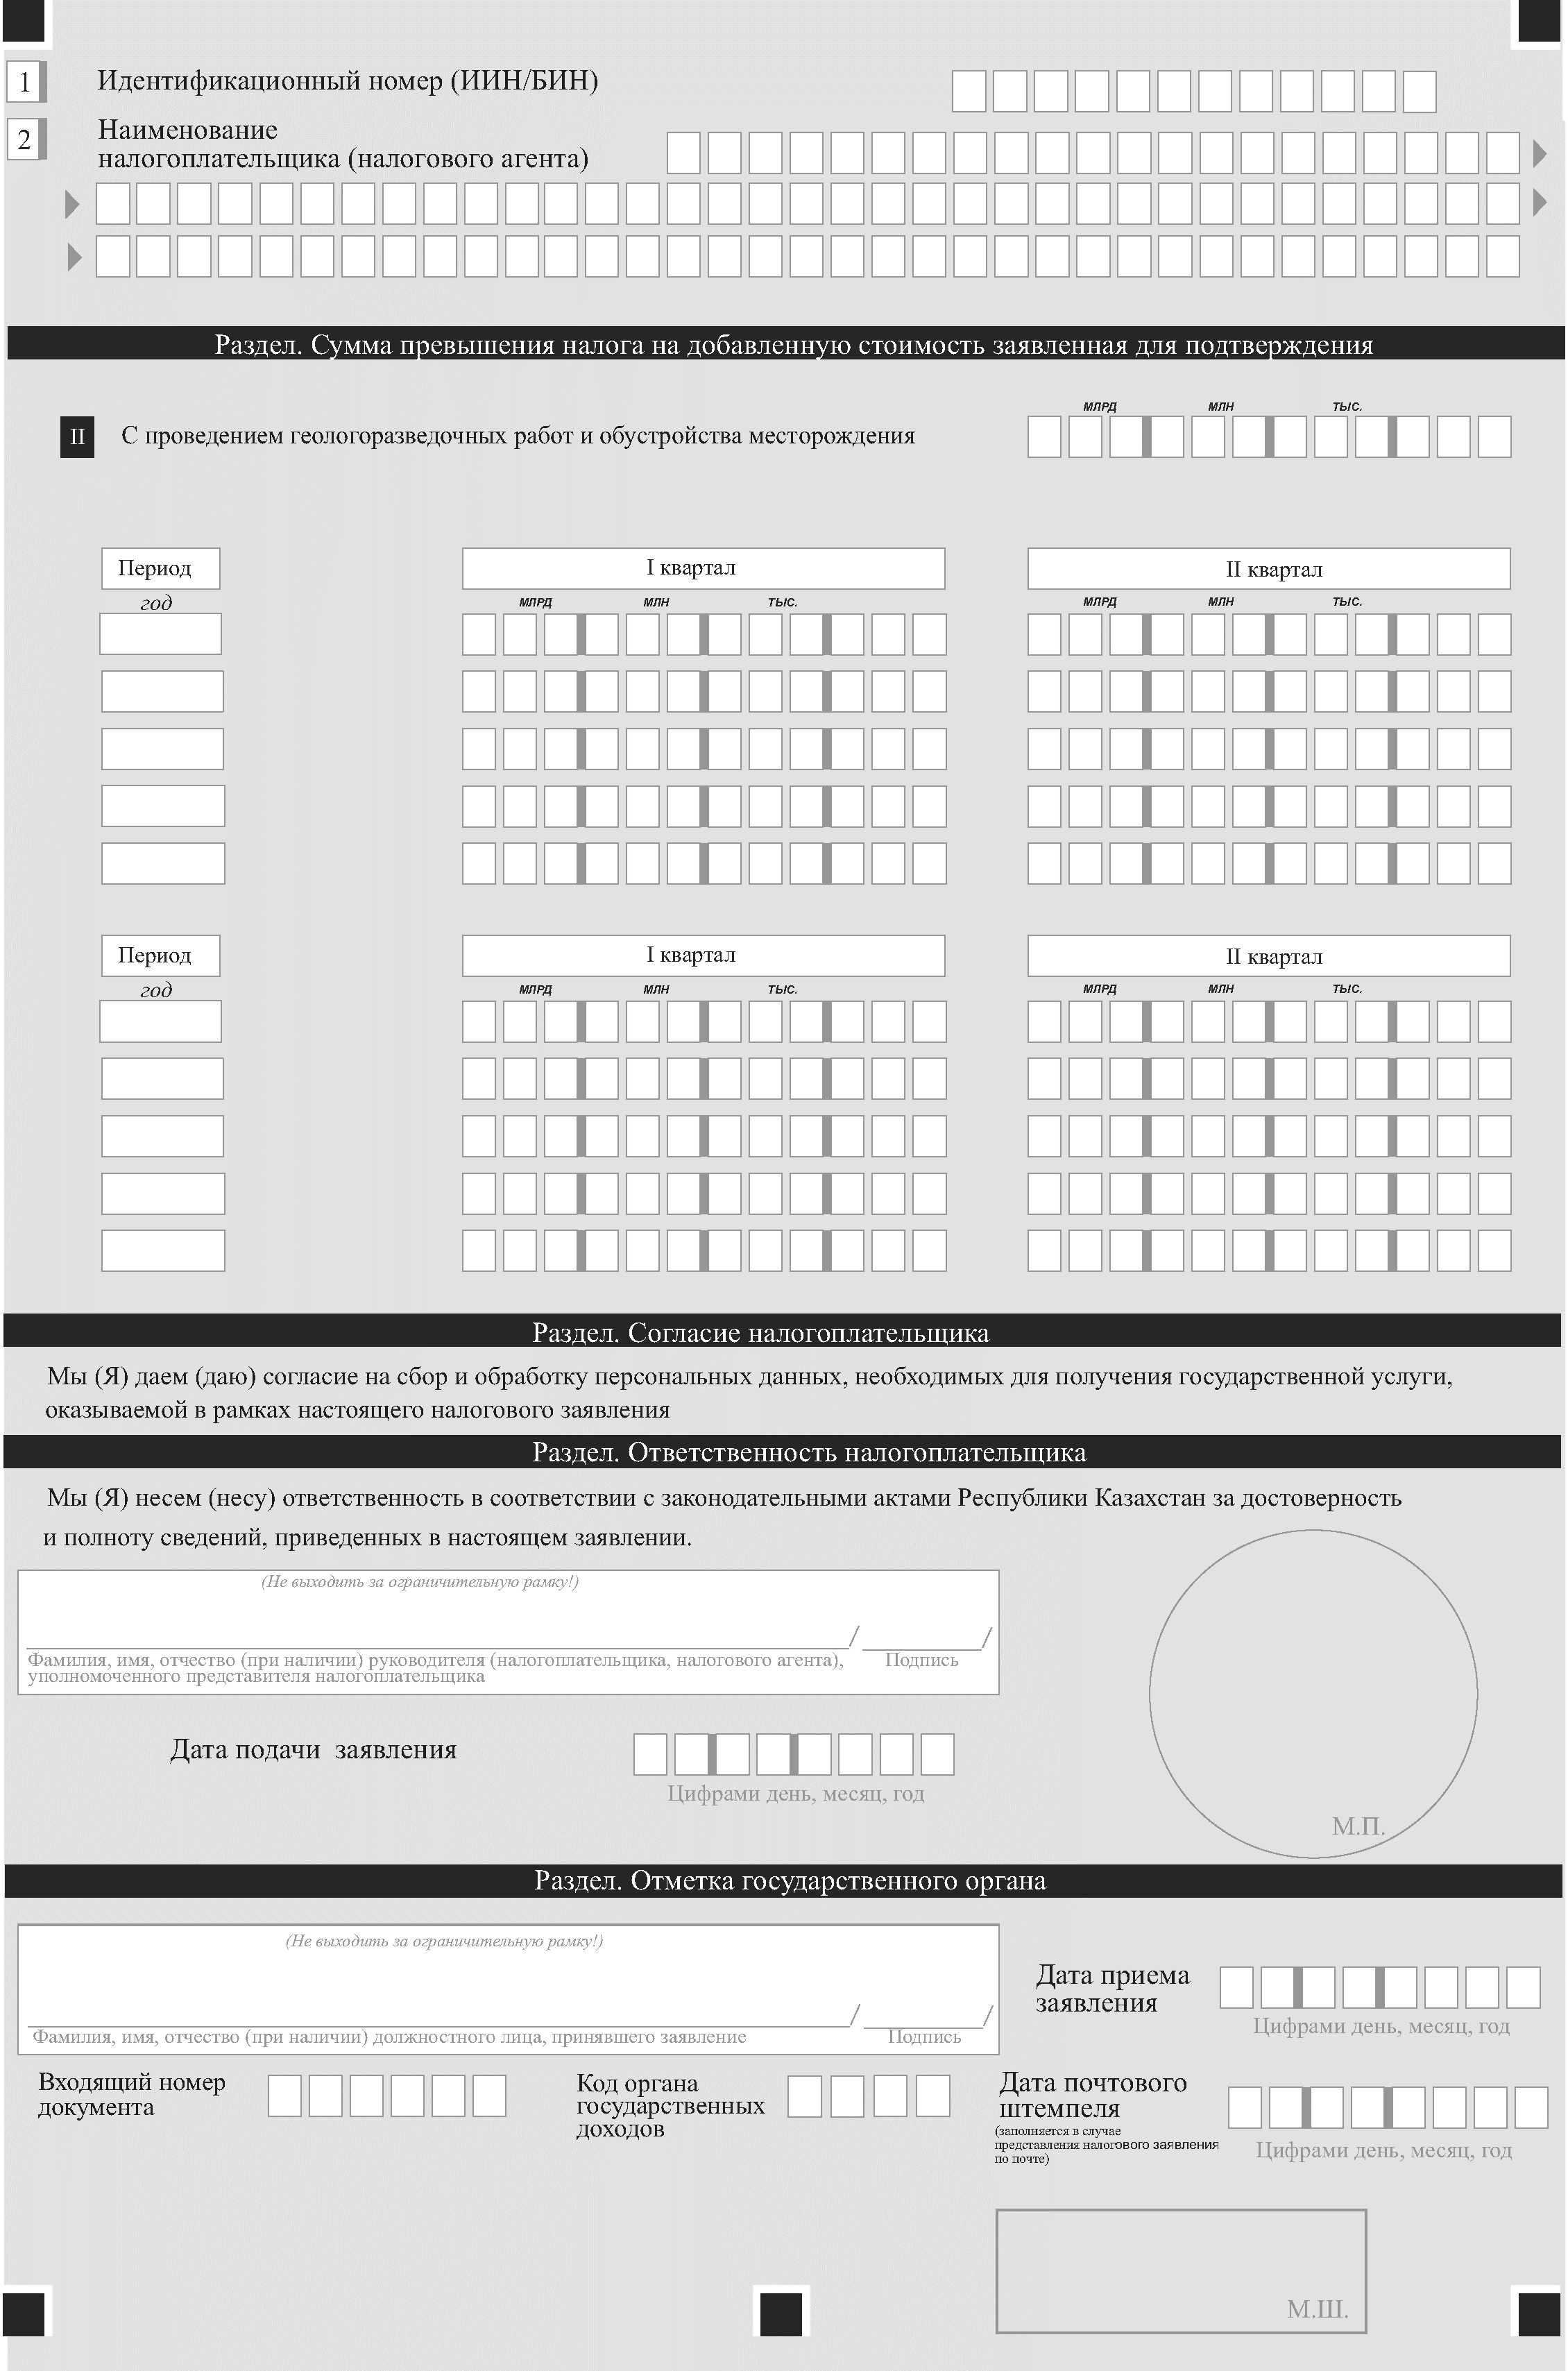 1 Идентификационный номер (ИИН/БИН)
2 Наименование
налогоплательщика (налогового агента)
Раздел. Сумма превышения налога на добавленную стоимость заявленная для подтверждения
МЛРД МЛН ТЫС.
II С проведением геологоразведочных работ и обустройства месторождения
Период I квартал II квартал
год МЛРД МЛН ТЫС. МЛРД МЛН ТЫС.
Период I квартал II квартал
год МЛРД МЛН ТЫС. МЛРД МЛН ТЫС.
Раздел. Согласие налогоплательщика
Мы (Я) даем (даю) согласие на сбор и обработку персональных данных, необходимых для получения государственной услуги,
оказываемой в рамках настоящего налогового заявления
Раздел. Ответственность налогоплательщика
Мы (Я) несем (несу) ответственность в соответствии с законодательными актами Республики Казахстан за достоверность
и полноту сведений, приведенных в настоящем заявлении.
(Не выходить за ограничительную рамку!)
Фамилия, имя, отчество (при наличии) руководителя (налогоплательщика, налогового агента), Подпись
уполномоченного представителя налогоплательщика
Дата подачи заявления
Цифрами день, месяц, год
М.П.
Раздел. Отметка государственного органа
(Не выходить за ограничительную рамку!)
Фамилия, имя, отчество (при наличии) должностного лица, принявшего заявление Подпись
Дата приема
заявления
Цифрами день, месяц, год
Входящий номер
документа
Код органа
государственных
доходов
Дата почтового
штемпеля
(заполняется в случае
представления налогового заявления
по почте)
Цифрами день, месяц, год
М.Ш.